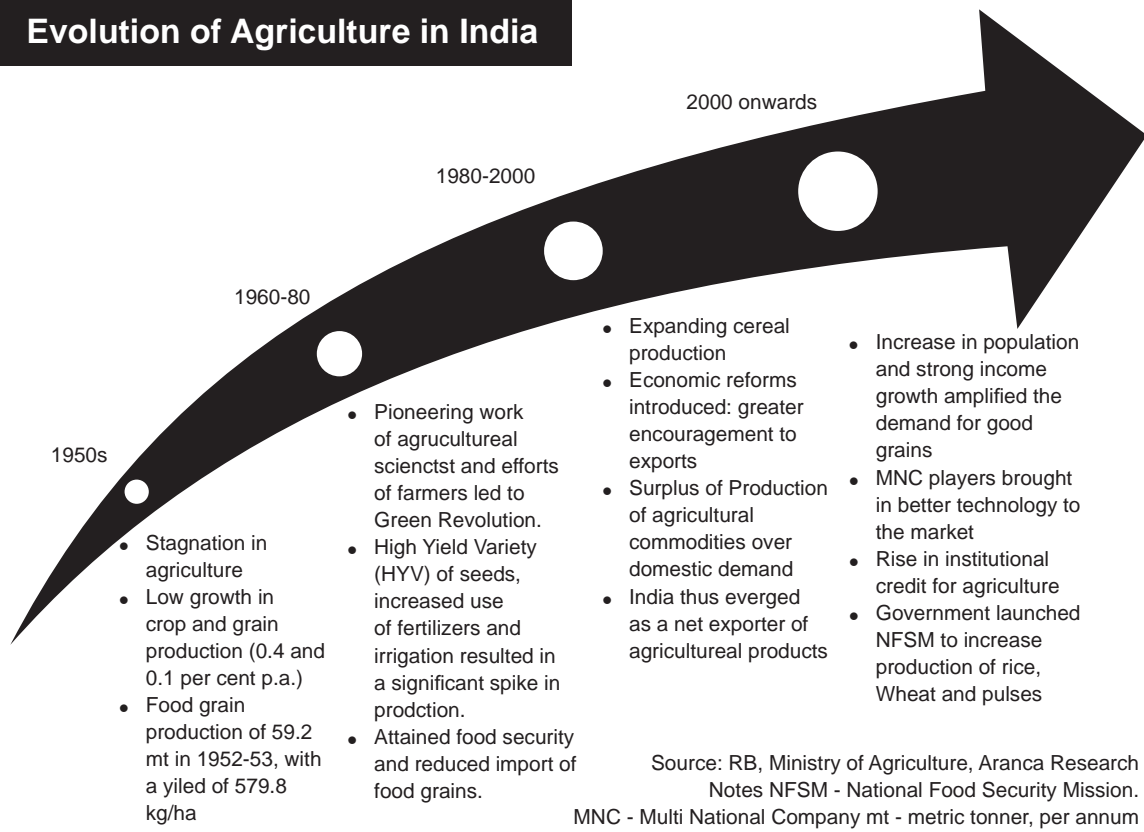 Evolution of Agriculture in India
1950s
● Stagnation in
agriculture
● Low growth in
crop and grain
production (0.4 and
0.1 per cent p.a.)
● Food grain
production of 59.2
mt in 1952-53, with
a yiled of 579.8
kg/ha
1960-80
● Pioneering work
of agrucultureal
scienctst and efforts
of farmers led to
Green Revolution.
● High Yield Variety
(HYV) of seeds,
increased use
of fertilizers and
irrigation resulted in
a significant spike in
prodction.
● Attained food security
and reduced import of
food grains.
1980-2000
● Expanding cereal
production
● Economic reforms
introduced: greater
encouragement to
exports
● Surplus of Production
of agricultural
commodities over
domestic demand
● India thus everged
as a net exporter of
agricultureal products
2000 onwards
● Increase in population
and strong income
growth amplified the
demand for good
grains
● MNC players brought
in better technology to
the market
● Rise in institutional
credit for agriculture
● Government launched
NFSM to increase
production of rice,
Wheat and pulses
Source: RB, Ministry of Agriculture, Aranca Research
Notes NFSM - National Food Security Mission.
MNC - Multi National Company mt - metric tonner, per annum